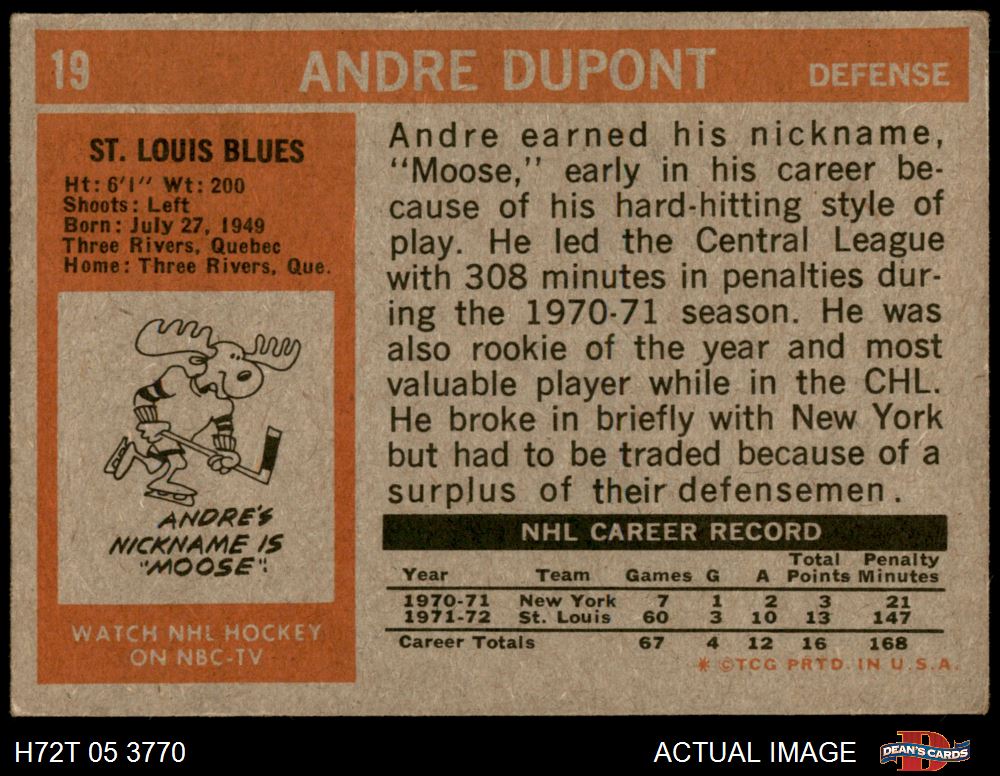 19 ANDRE DUPONT DEFENSE
ST. LOUIS BLUES
Ht: 6'1" Wt: 200
Shoots: Left
Born: July 27, 1949
Three Rivers, Quebec
Home: Three Rivers, Que.
ANDRE'S
NICKNAME IS
"MOOSE".
WATCH NHL HOCKEY
ON NBC-TV
Andre earned his nickname,
"Moose," early in his career be-
cause of his hard-hitting style of
play. He led the Central League
with 308 minutes in penalties dur-
ing the 1970-71 season. He was
also rookie of the year and most
valuable player while in the CHL.
He broke in briefly with New York
but had to be traded because of a
surplus of their defensemen.
NHL CAREER RECORD
Total Penalty
Year Team Games G A Points Minutes
1970-71 New York 7 1 2 3 21
1971-72 St. Louis 60 3 10 13 147
Career Totals 67 4 12 16 168
* ©TCG PRTD. IN U.S.A.
H72T 05 3770 ACTUAL IMAGE DEAN'S CARDS